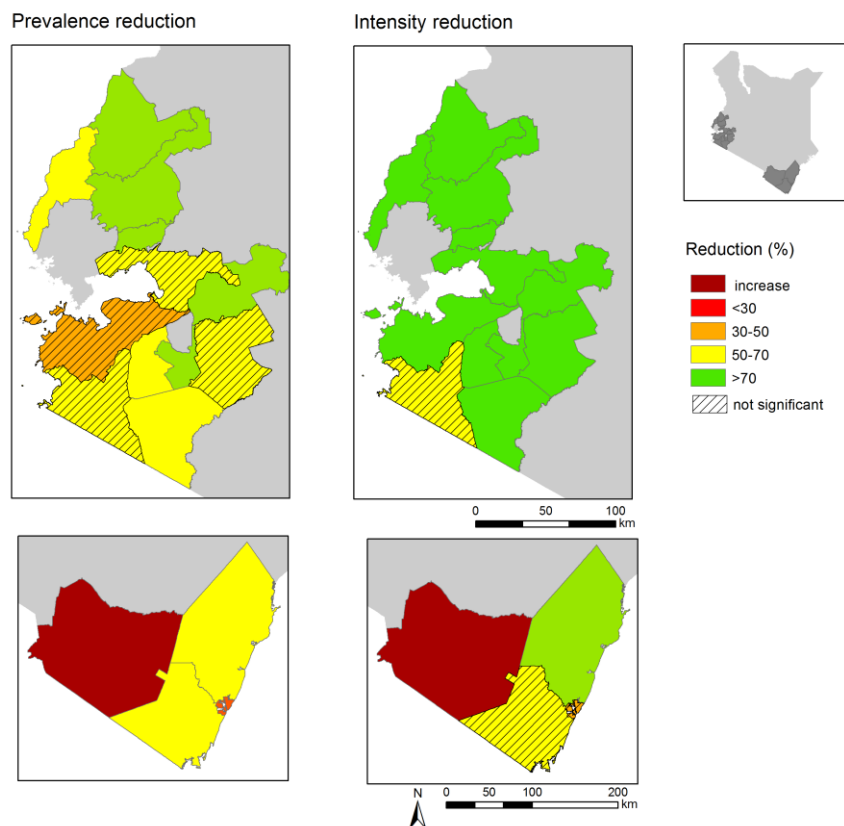 Prevalence reduction
Intensity reduction
Reduction (%)
increase
<30
30-50
50-70
>70
not significant
0 50 100
km
N
0 50 100 200
km